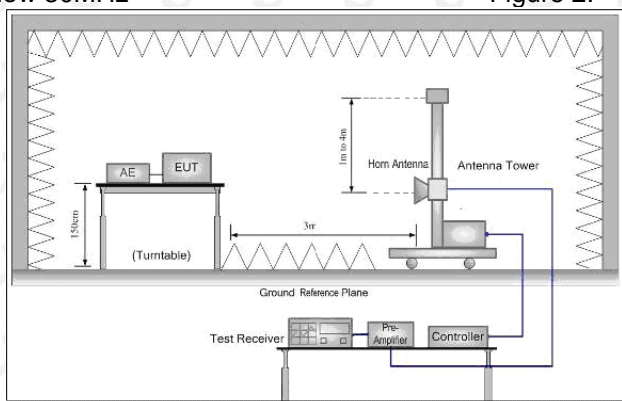 Figure 2.
AE
EUT
150cm
(Turntable)
1m to 4m
Horn Antenna
Antenna Tower
3m
Ground Reference Plane
Test Receiver
Pre-
Amplifier
Controller